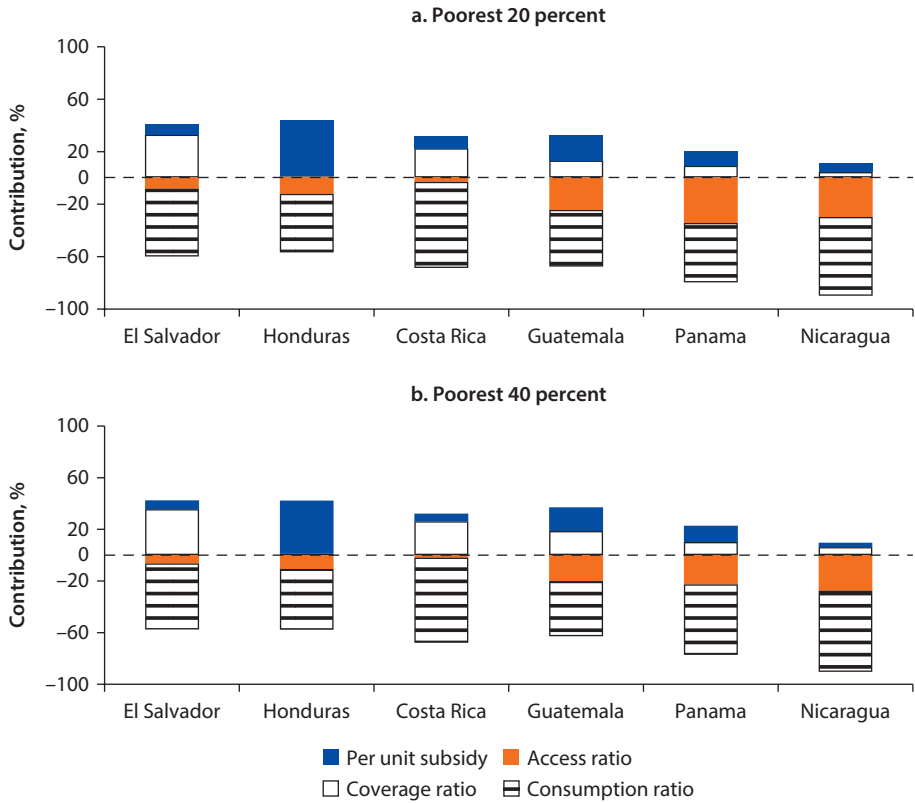 a. Poorest 20 percent
Contribution, %
100
60
20
0
–20
–60
–100
El Salvador Honduras Costa Rica Guatemala Panama Nicaragua
b. Poorest 40 percent
Contribution, %
100
60
20
0
–20
–60
–100
El Salvador Honduras Costa Rica Guatemala Panama Nicaragua
Per unit subsidy Access ratio
Coverage ratio Consumption ratio